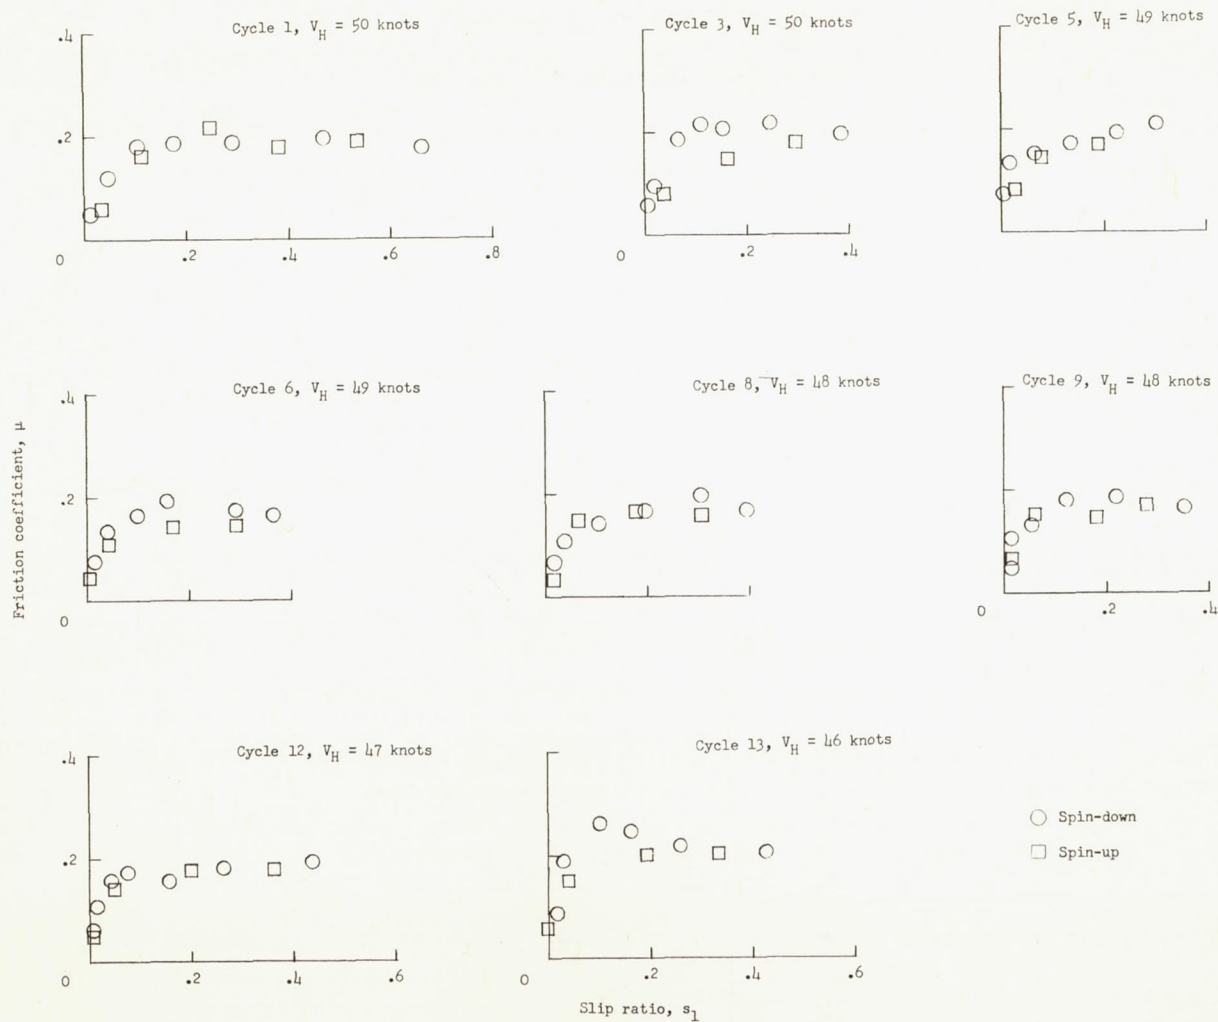 Cycle 1, V_H = 50 knots
.4
.2
0
.2
.4
.6
.8
Cycle 3, V_H = 50 knots
0
.2
.4
Cycle 5, V_H = 49 knots
Friction coefficient, μ
Cycle 6, V_H = 49 knots
.4
.2
0
Cycle 8, V_H = 48 knots
Cycle 9, V_H = 48 knots
0
.2
.4
Cycle 12, V_H = 47 knots
.4
.2
0
.2
.4
.6
Cycle 13, V_H = 46 knots
0
.2
.4
.6
Spin-down
Spin-up
Slip ratio, s_1